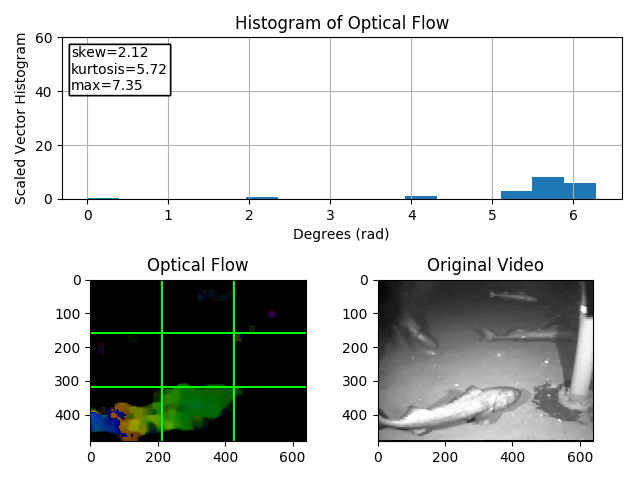 Histogram of Optical Flow
Scaled Vector Histogram
60
40
20
0
skew=2.12
kurtosis=5.72
max=7.35
0 1 2 3 4 5 6
Degrees (rad)
Optical Flow
0
100
200
300
400
0 200 400 600
Original Video
0
100
200
300
400
0 200 400 600